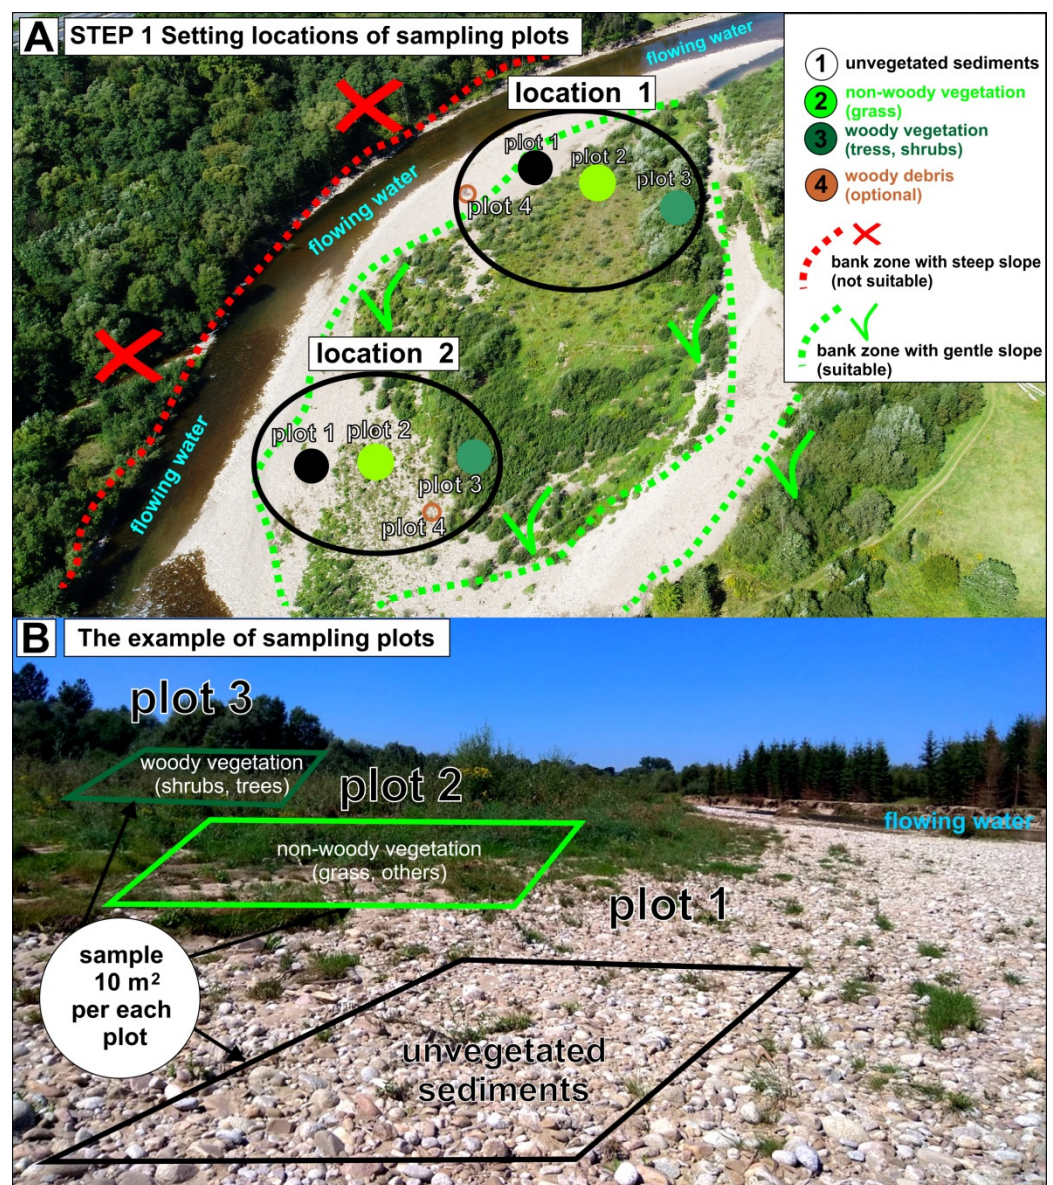 A STEP 1 Setting locations of sampling plots
flowing water
location 1
plot 1
plot 2
plot 3
plot 4
flowing water
location 2
plot 1
plot 2
plot 3
plot 4
flowing water
1 unvegetated sediments
2 non-woody vegetation
(grass)
3 woody vegetation
(tress, shrubs)
4 woody debris
(optional)
bank zone with steep slope
(not suitable)
bank zone with gentle slope
(suitable)
B The example of sampling plots
plot 3
woody vegetation
(shrubs, trees)
plot 2
non-woody vegetation
(grass, others)
flowing water
plot 1
sample
10 m²
per each
plot
unvegetated
sediments